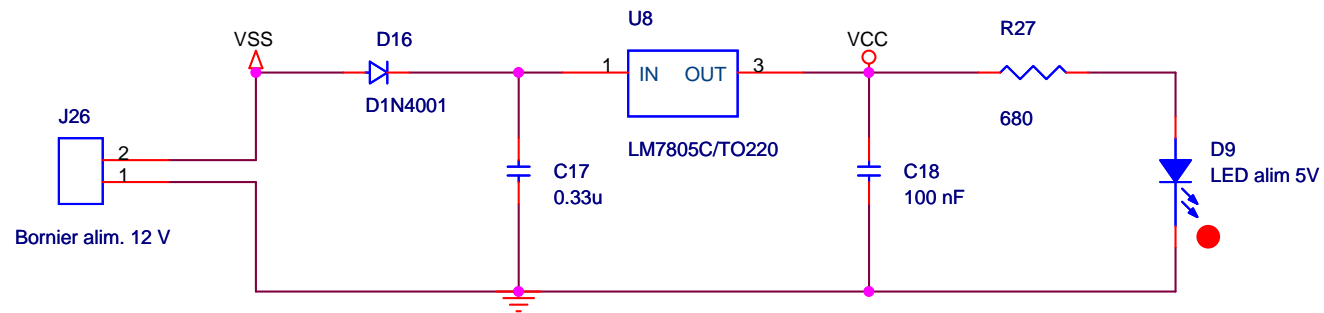 U8
VSS
D16
VCC
R27
1
IN
OUT
3
D1N4001
680
J26
LM7805C/TO220
2
D9
1
C17
C18
LED alim 5V
0.33u
100 nF
Bornier alim. 12 V